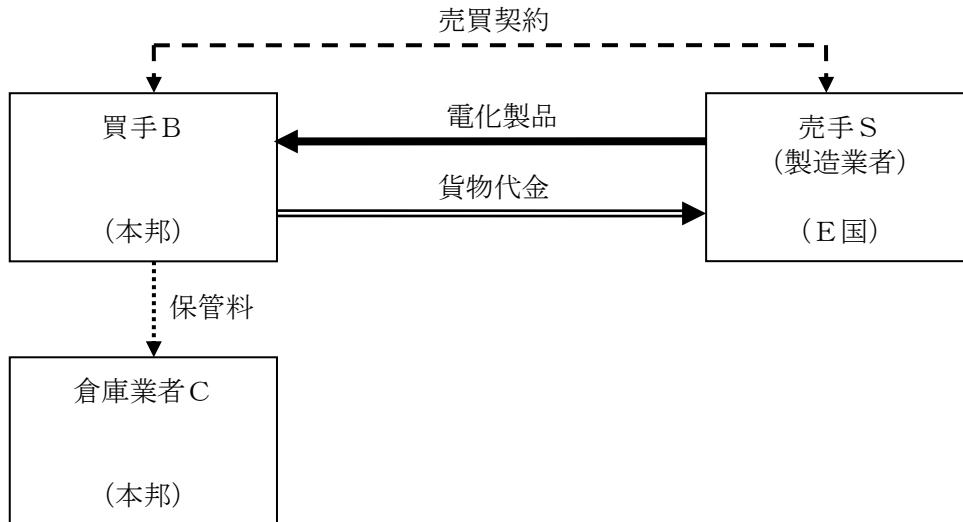 売買契約
買手Ｂ
（本邦）
電化製品
貨物代金
売手Ｓ
（製造業者）
（Ｅ国）
保管料
倉庫業者Ｃ
（本邦）